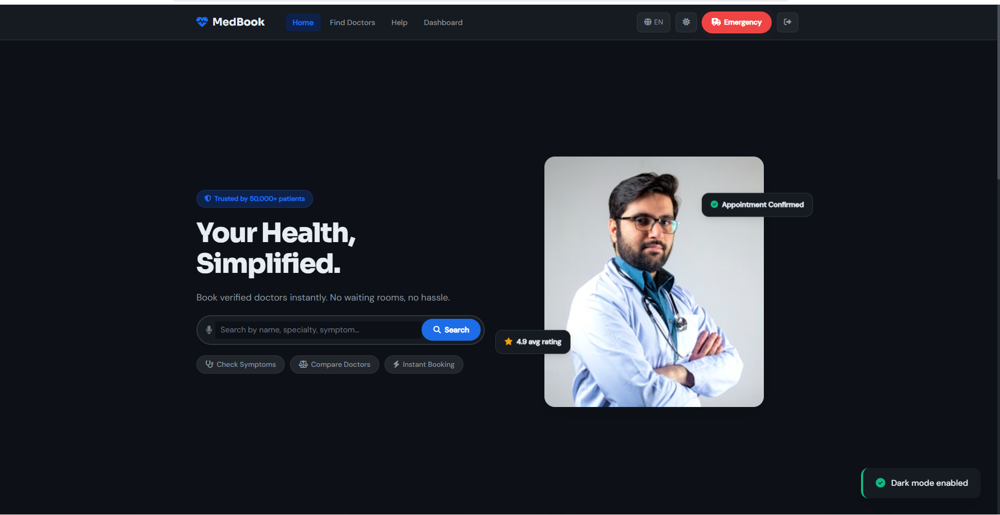 MedBook
Home
Find Doctors
Help
Dashboard
EN
Emergency
Trusted by 50,000+ patients
Your Health,
Simplified.
Book verified doctors instantly. No waiting rooms, no hassle.
Search by name, specialty, symptom...
Search
Check Symptoms
Compare Doctors
Instant Booking
Appointment Confirmed
4.9 avg rating
Dark mode enabled